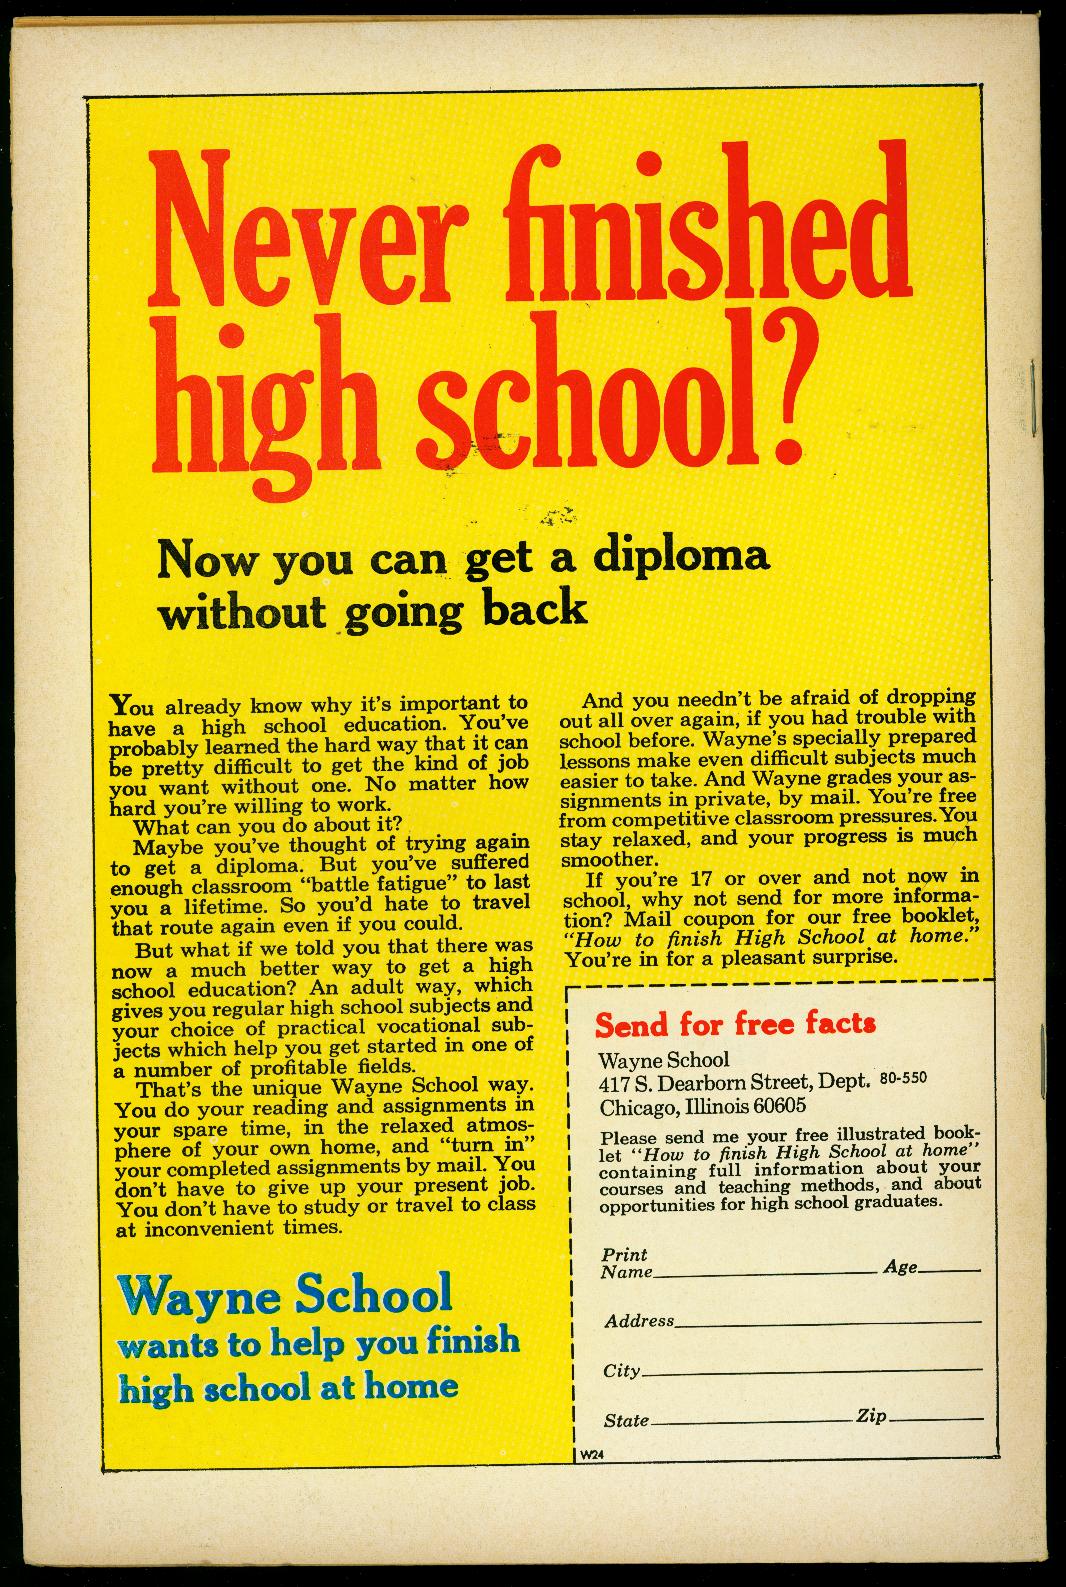 Never finished
high school?
Now you can get a diploma
without going back
You already know why it's important to
have a high school education. You've
probably learned the hard way that it can
be pretty difficult to get the kind of job
you want without one. No matter how
hard you're willing to work.
What can you do about it?
Maybe you've thought of trying again
to get a diploma. But you've suffered
enough classroom "battle fatigue" to last
you a lifetime. So you'd hate to travel
that route again even if you could.
But what if we told you that there was
now a much better way to get a high
school education? An adult way, which
gives you regular high school subjects and
your choice of practical vocational sub-
jects which help you get started in one of
a number of profitable fields.
That's the unique Wayne School way.
You do your reading and assignments in
your spare time, in the relaxed atmos-
phere of your own home, and "turn in"
your completed assignments by mail. You
don't have to give up your present job.
You don't have to study or travel to class
at inconvenient times.
Wayne School
wants to help you finish
high school at home
And you needn't be afraid of dropping
out all over again, if you had trouble with
school before. Wayne's specially prepared
lessons make even difficult subjects much
easier to take. And Wayne grades your as-
signments in private, by mail. You're free
from competitive classroom pressures. You
stay relaxed, and your progress is much
smoother.
If you're 17 or over and not now in
school, why not send for more informa-
tion? Mail coupon for our free booklet,
"How to finish High School at home."
You're in for a pleasant surprise.
Send for free facts
Wayne School
417 S. Dearborn Street, Dept. 80-550
Chicago, Illinois 60605
Please send me your free illustrated book-
let "How to finish High School at home"
containing full information about your
courses and teaching methods, and about
opportunities for high school graduates.
Print
Name Age
Address
City
State Zip
W24